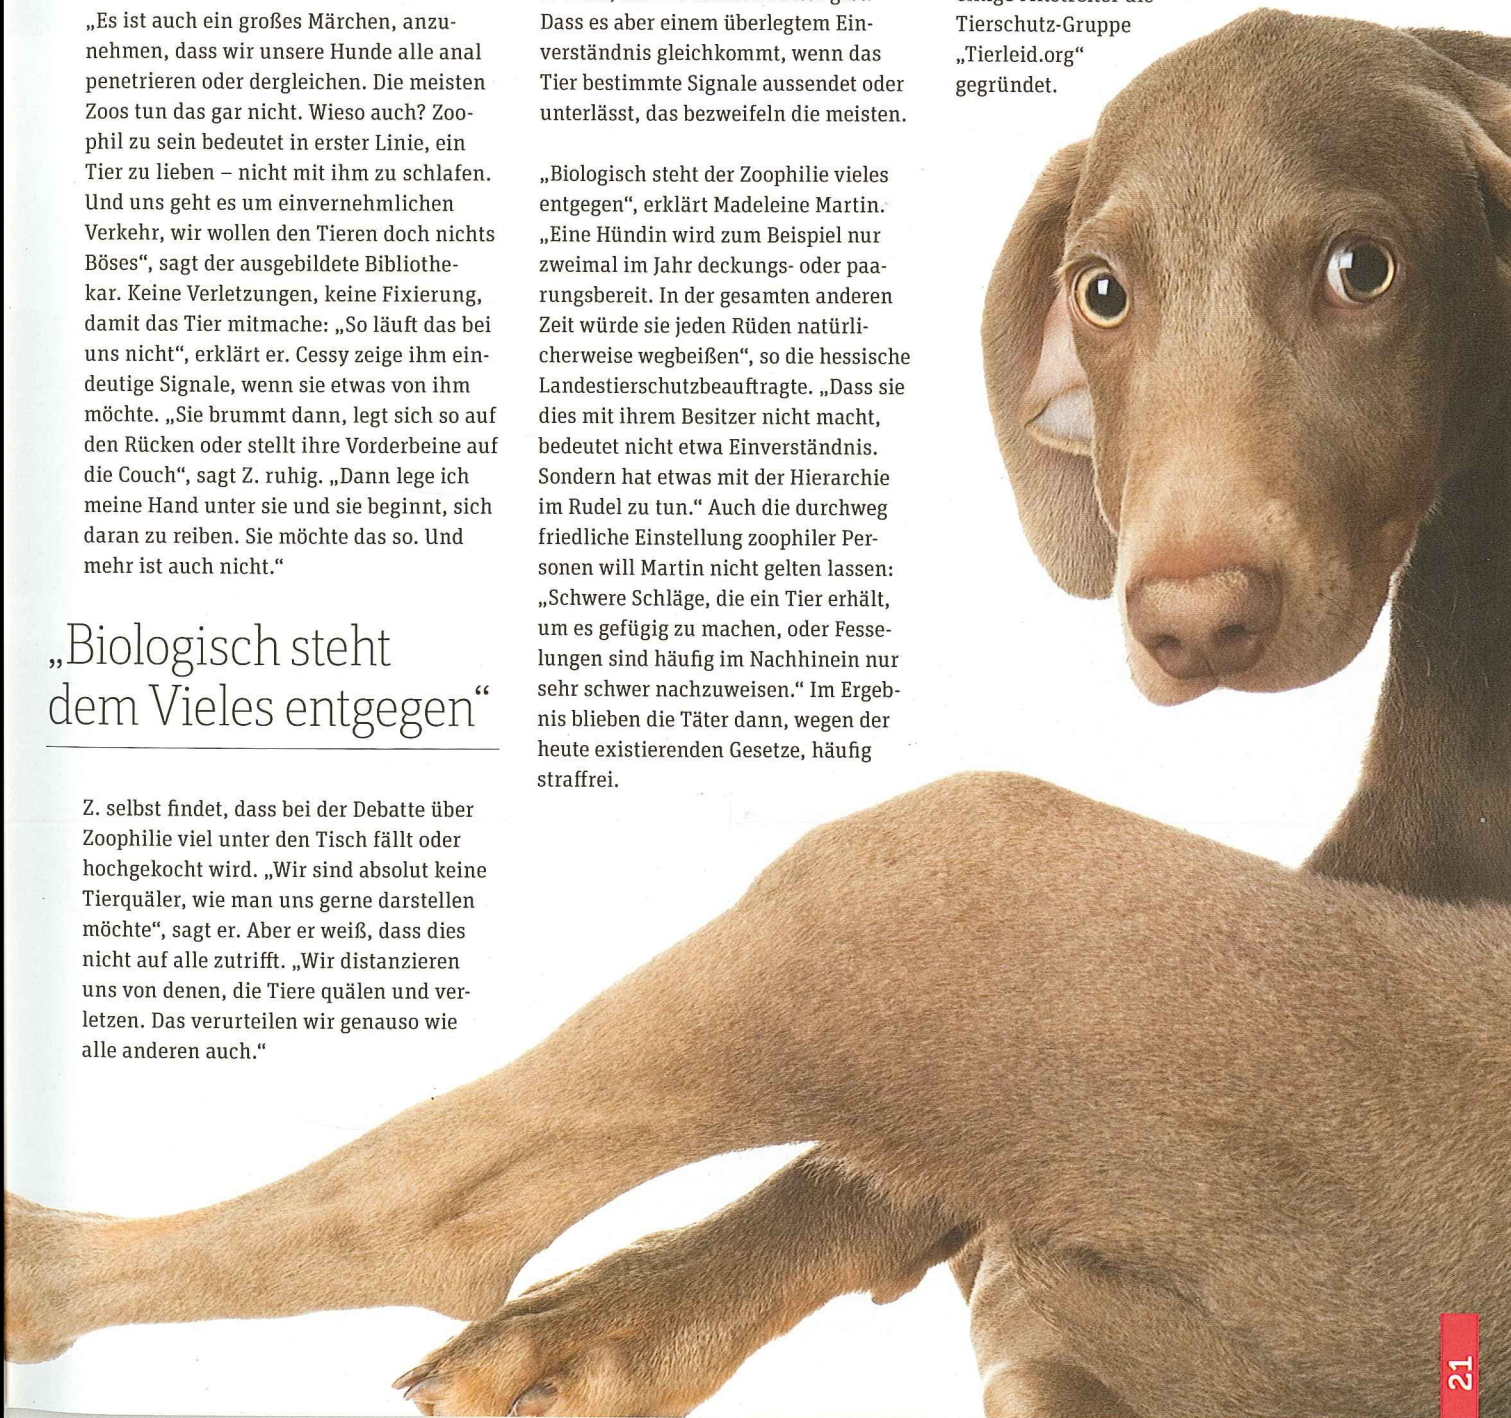 „Es ist auch ein großes Märchen, anzu-
nehmen, dass wir unsere Hunde alle anal
penetrieren oder dergleichen. Die meisten
Zoos tun das gar nicht. Wieso auch? Zoo-
phil zu sein bedeutet in erster Linie, ein
Tier zu lieben – nicht mit ihm zu schlafen.
Und uns geht es um einvernehmlichen
Verkehr, wir wollen den Tieren doch nichts
Böses“, sagt der ausgebildete Bibliothe-
kar. Keine Verletzungen, keine Fixierung,
damit das Tier mitmache: „So läuft das bei
uns nicht“, erklärt er. Cessy zeige ihm ein-
deutige Signale, wenn sie etwas von ihm
möchte. „Sie brummt dann, legt sich so auf
den Rücken oder stellt ihre Vorderbeine auf
die Couch“, sagt Z. ruhig. „Dann lege ich
meine Hand unter sie und sie beginnt, sich
daran zu reiben. Sie möchte das so. Und
mehr ist auch nicht.“
„Biologisch steht
dem Vieles entgegen“
Z. selbst findet, dass bei der Debatte über
Zoophilie viel unter den Tisch fällt oder
hochgekocht wird. „Wir sind absolut keine
Tierquäler, wie man uns gerne darstellen
möchte“, sagt er. Aber er weiß, dass dies
nicht auf alle zutrifft. „Wir distanzieren
uns von denen, die Tiere quälen und ver-
letzen. Das verurteilen wir genauso wie
alle anderen auch.“
Dass es aber einem überlegtem Ein-
verständnis gleichkommt, wenn das
Tier bestimmte Signale aussendet oder
unterlässt, das bezweifeln die meisten.
„Biologisch steht der Zoophilie vieles
entgegen“, erklärt Madeleine Martin.
„Eine Hündin wird zum Beispiel nur
zweimal im Jahr deckungs- oder paa-
rungsbereit. In der gesamten anderen
Zeit würde sie jeden Rüden natürli-
cherweise wegbeißen“, so die hessische
Landestierschutzbeauftragte. „Dass sie
dies mit ihrem Besitzer nicht macht,
bedeutet nicht etwa Einverständnis.
Sondern hat etwas mit der Hierarchie
im Rudel zu tun.“ Auch die durchweg
friedliche Einstellung zoophiler Per-
sonen will Martin nicht gelten lassen:
„Schwere Schläge, die ein Tier erhält,
um es gefügig zu machen, oder Fesse-
lungen sind häufig im Nachhinein nur
sehr schwer nachzuweisen.“ Im Ergeb-
nis blieben die Täter dann, wegen der
heute existierenden Gesetze, häufig
straffrei.
Tierschutz-Gruppe
„Tierleid.org“
gegründet.
21